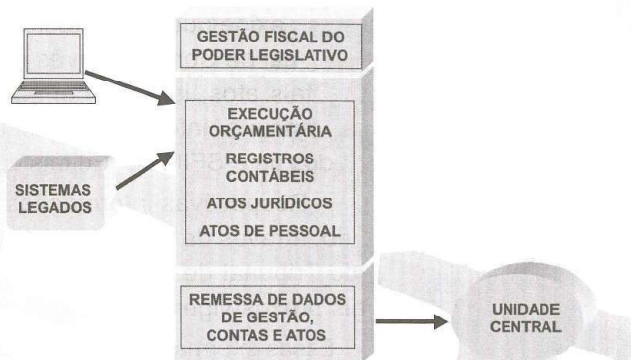 GESTÃO FISCAL DO
PODER LEGISLATIVO
EXECUÇÃO
ORÇAMENTÁRIA
REGISTROS
CONTÁBEIS
ATOS JURÍDICOS
ATOS DE PESSOAL
SISTEMAS
LEGADOS
REMESSA DE DADOS
DE GESTÃO,
CONTAS E ATOS
UNIDADE
CENTRAL